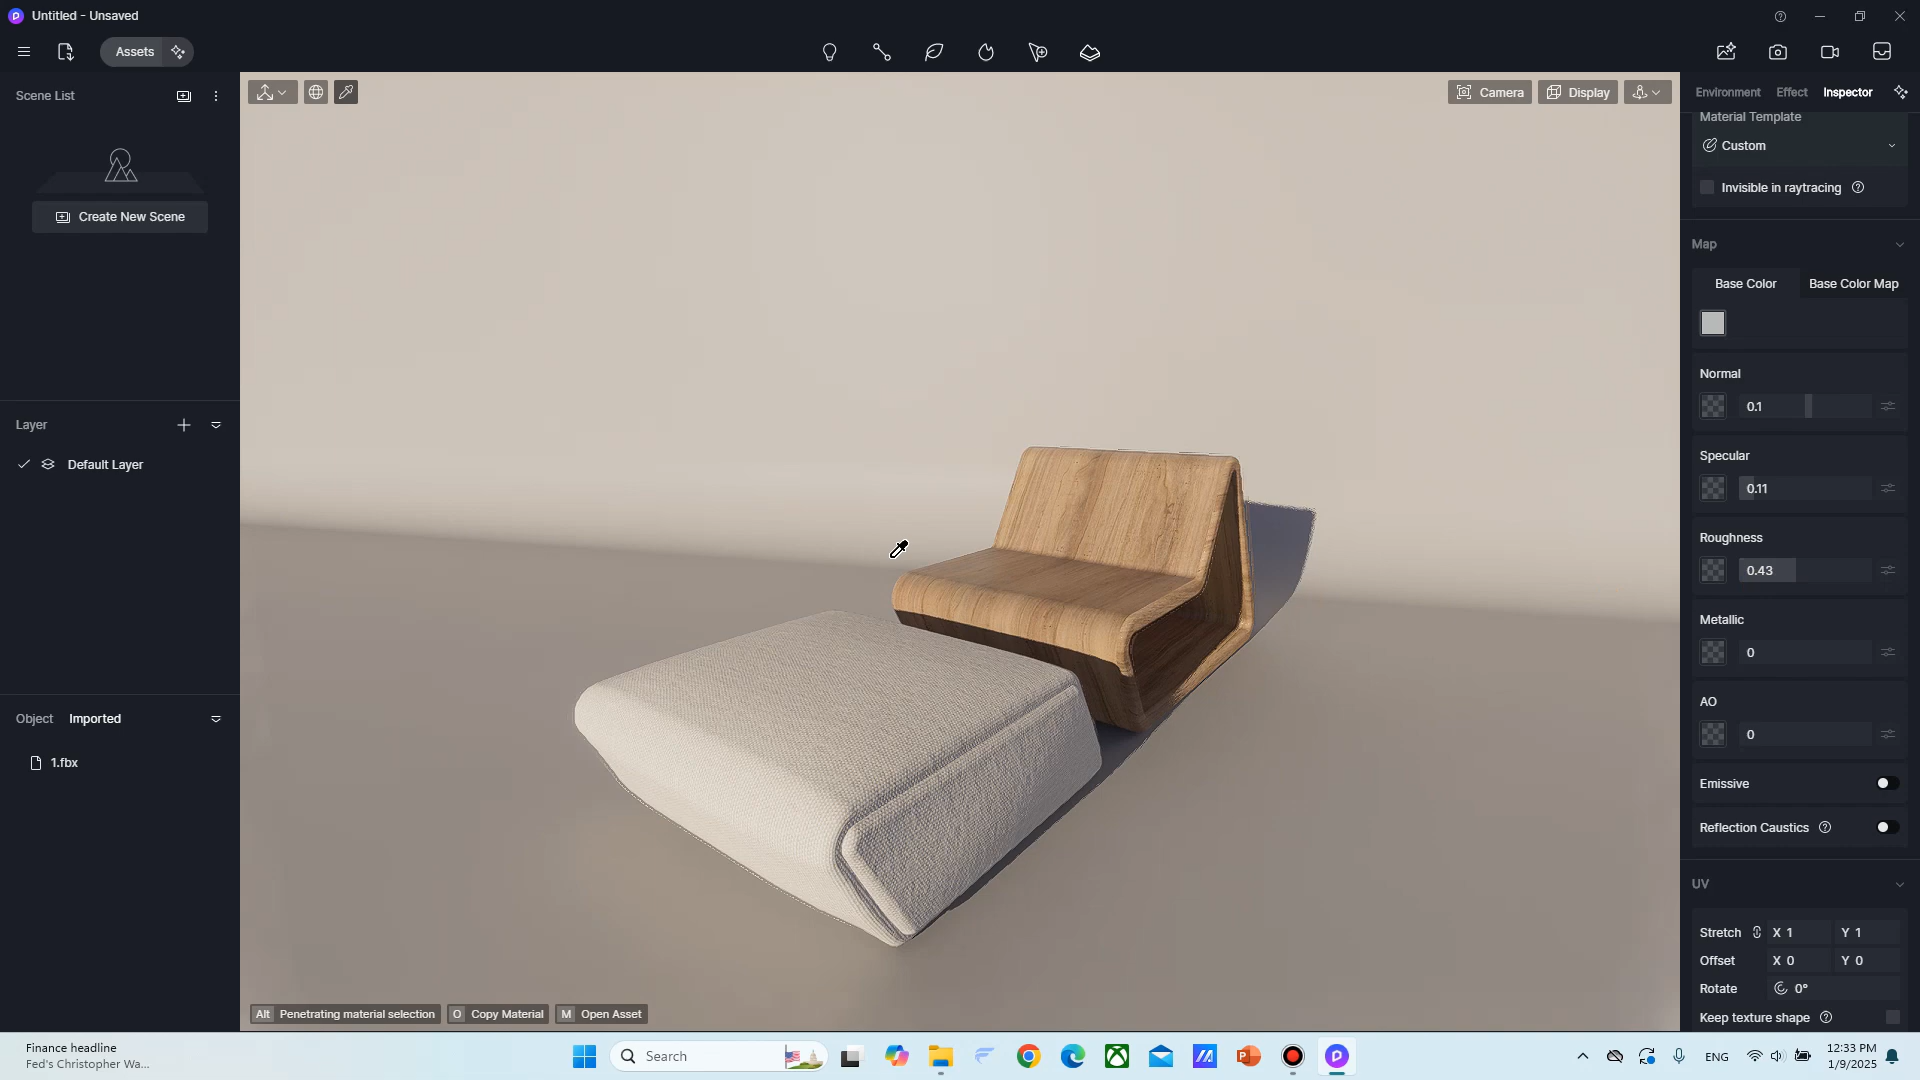 Untitled - Unsaved
Assets
Scene List
Create New Scene
Layer
Default Layer
Object Imported
1.fbx
Camera
Display
Alt Penetrating material selection
O Copy Material
M Open Asset
Environment Effect Inspector
Material Template
Custom
Invisible in raytracing
Map
Base Color
Base Color Map
Normal
0.1
Specular
0.11
Roughness
0.43
Metallic
0
AO
0
Emissive
Reflection Caustics
UV
Stretch X 1 Y 1
Offset X 0 Y 0
Rotate 0°
Keep texture shape
Finance headline
Fed's Christopher Wa...
Search
ENG
12:33 PM
1/9/2025